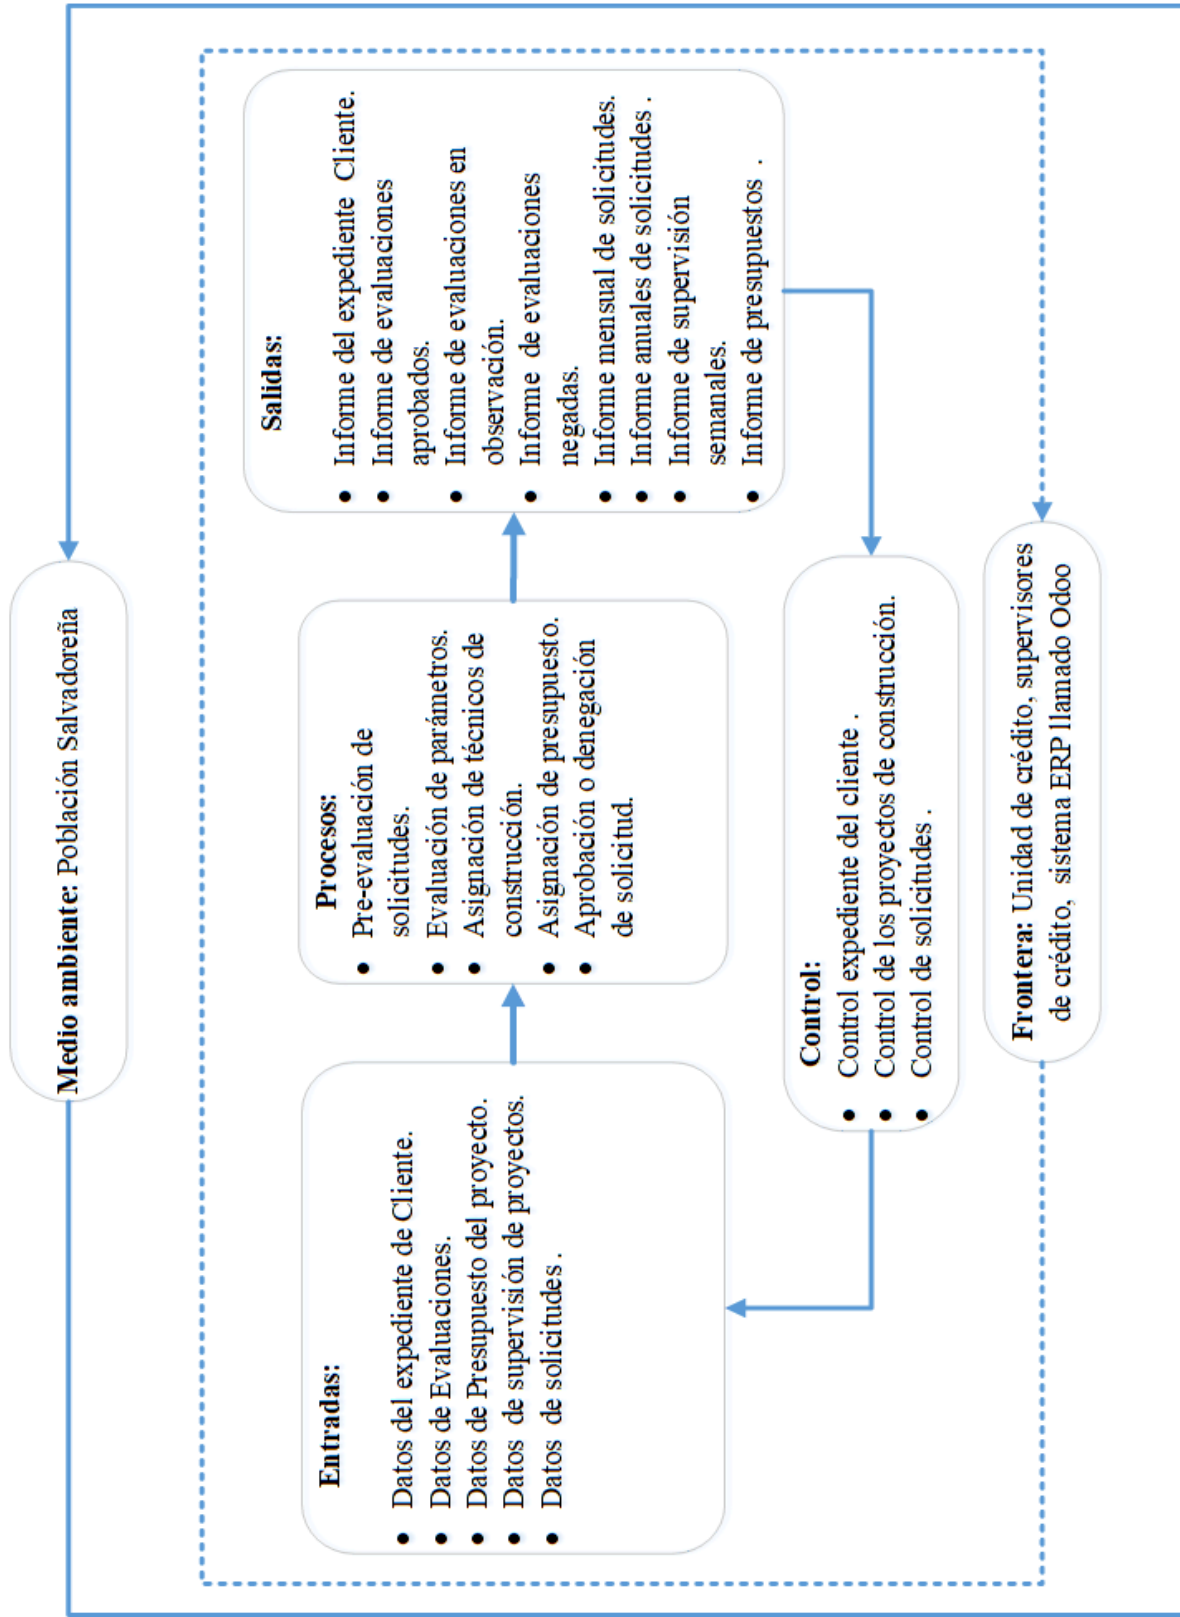 Medio ambiente: Población Salvadoreña
Entradas:
● Datos del expediente de Cliente.
● Datos de Evaluaciones.
● Datos de Presupuesto del proyecto.
● Datos de supervisión de proyectos.
● Datos de solicitudes .
Procesos:
● Pre-evaluación de
solicitudes.
● Evaluación de parámetros.
● Asignación de técnicos de
construcción.
● Asignación de presupuesto.
● Aprobación o denegación
de solicitud.
Salidas:
● Informe del expediente Cliente.
● Informe de evaluaciones
aprobados.
● Informe de evaluaciones en
observación.
● Informe de evaluaciones
negadas.
● Informe mensual de solicitudes.
● Informe anuales de solicitudes .
● Informe de supervisión
semanales.
● Informe de presupuestos .
Control:
● Control expediente del cliente .
● Control de los proyectos de construcción.
● Control de solicitudes .
Frontera: Unidad de crédito, supervisores
de crédito, sistema ERP llamado Odoo